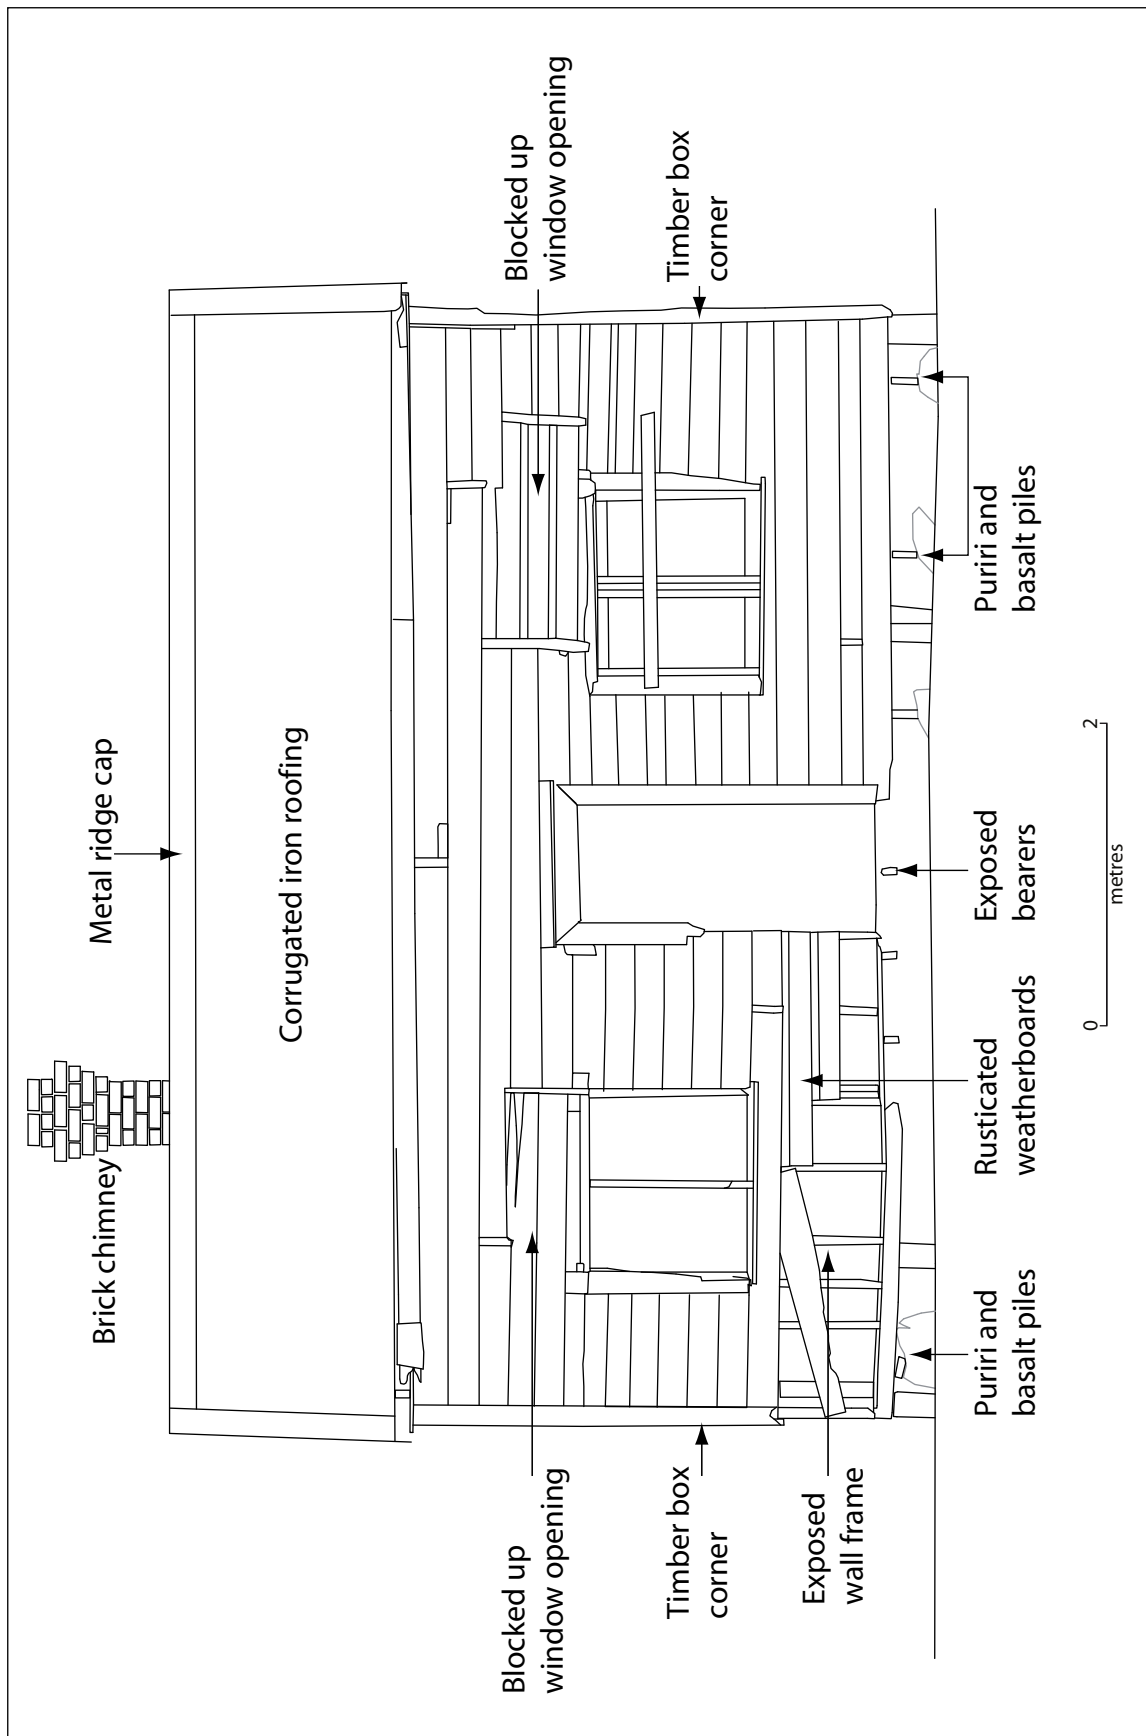 Brick chimney
Metal ridge cap
Corrugated iron roofing
Blocked up
window opening
Blocked up
window opening
Timber box
corner
Timber box
corner
Exposed
wall frame
Puriri and
basalt piles
Rusticated
weatherboards
Exposed
bearers
Puriri and
basalt piles
0
2
metres